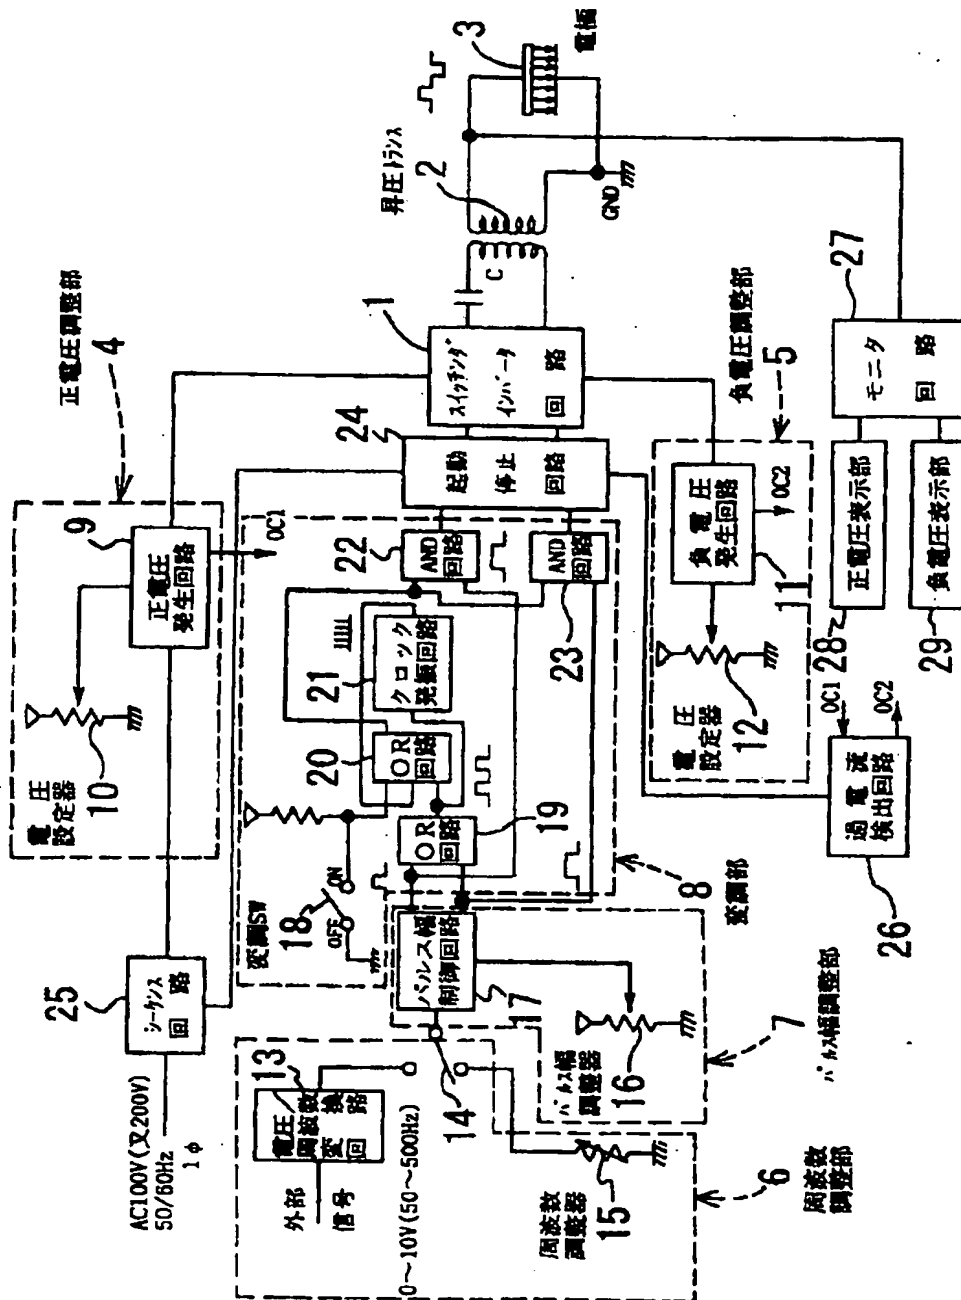 AC100V(又200V)
50/60Hz
1φ
25
シーケンス
回 路
正電圧調整部
4
9
正電圧
発生回路
OC1
電 圧
設定器
10
24
起動
停止
回路
1
スイッチング
インバータ
回 路
C
昇圧トランス
2
3
電極
GND
変調SW
18
ON
OFF
20
OR
回路
21
クロック
発振回路
22
AND
回路
23
AND
回路
19
OR
回路
8
変調部
外部
信号
13
電圧
周波数
変 換
回 路
0～10V(50～500Hz)
14
周波数
調整器
15
6
周波数
調整部
パルス幅
制御回路
17
パルス幅
調整器
16
7
パルス幅調整部
負電圧調整部
5
負電圧
発生回路
11
OC2
電 圧
設定器
12
過電流
検出回路
26
OC1
OC2
27
モニタ
回 路
正電圧表示部
28
負電圧表示部
29